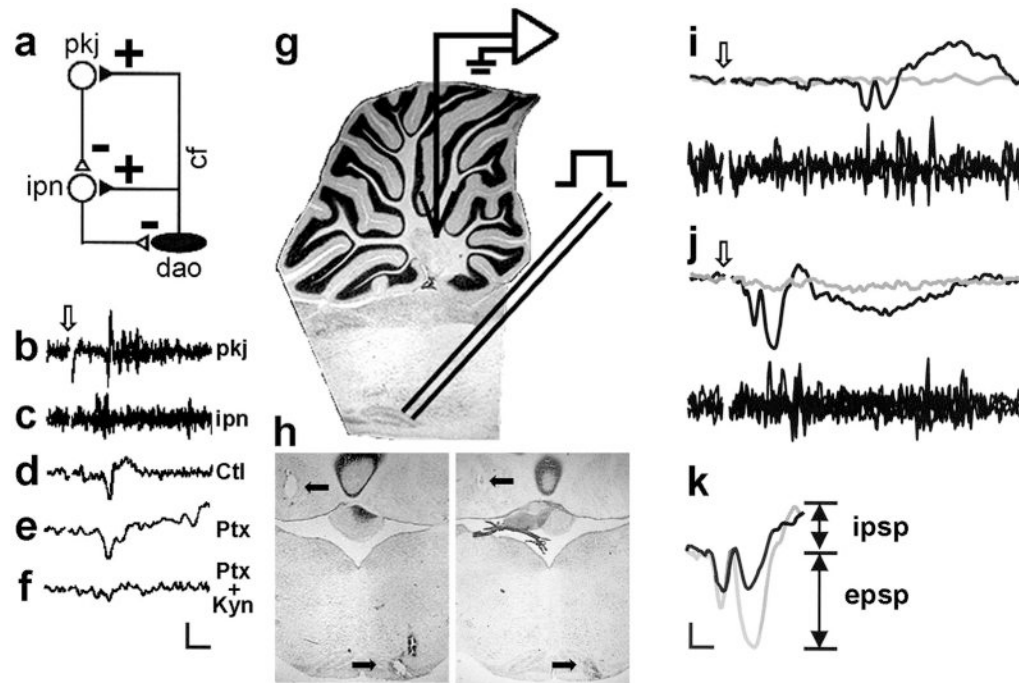 a
pkj
+
cf
-
+
ipn
-
dao
b
pkj
c
ipn
d
Ctl
e
Ptx
f
Ptx
+
Kyn
g
h
i
j
k
ipsp
epsp